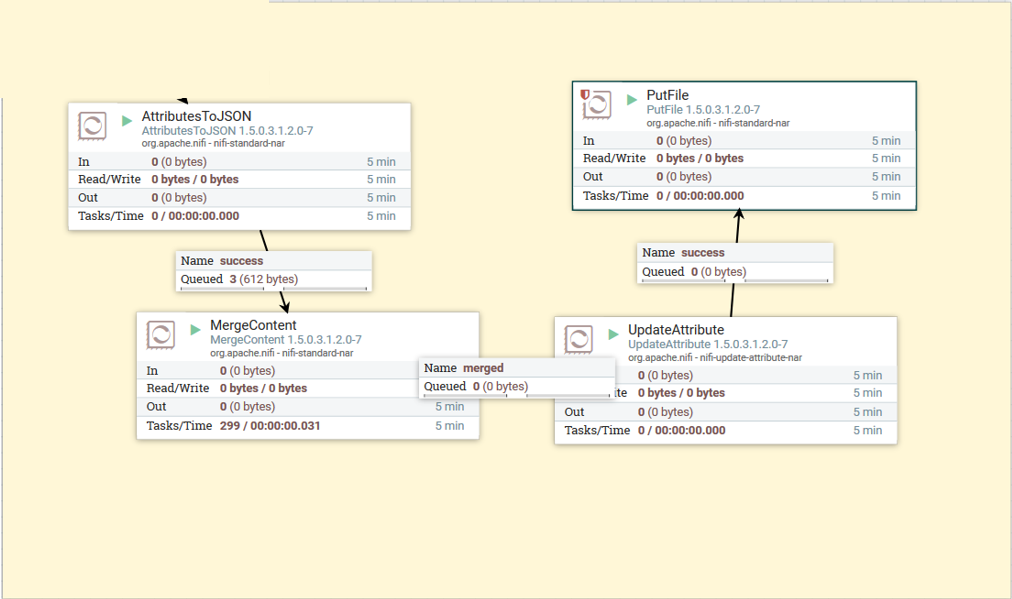 AttributesToJSON
AttributesToJSON 1.5.0.3.1.2.0-7
org.apache.nifi - nifi-standard-nar
In 0 (0 bytes) 5 min
Read/Write 0 bytes / 0 bytes 5 min
Out 0 (0 bytes) 5 min
Tasks/Time 0 / 00:00:00.000 5 min
Name success
Queued 3 (612 bytes)
MergeContent
MergeContent 1.5.0.3.1.2.0-7
org.apache.nifi - nifi-standard-nar
In 0 (0 bytes)
Read/Write 0 bytes / 0 bytes
Out 0 (0 bytes) 5 min
Tasks/Time 299 / 00:00:00.031 5 min
Name merged
Queued 0 (0 bytes)
PutFile
PutFile 1.5.0.3.1.2.0-7
org.apache.nifi - nifi-standard-nar
In 0 (0 bytes) 5 min
Read/Write 0 bytes / 0 bytes 5 min
Out 0 (0 bytes) 5 min
Tasks/Time 0 / 00:00:00.000 5 min
Name success
Queued 0 (0 bytes)
UpdateAttribute
UpdateAttribute 1.5.0.3.1.2.0-7
org.apache.nifi - nifi-update-attribute-nar
0 (0 bytes) 5 min
te 0 bytes / 0 bytes 5 min
Out 0 (0 bytes) 5 min
Tasks/Time 0 / 00:00:00.000 5 min